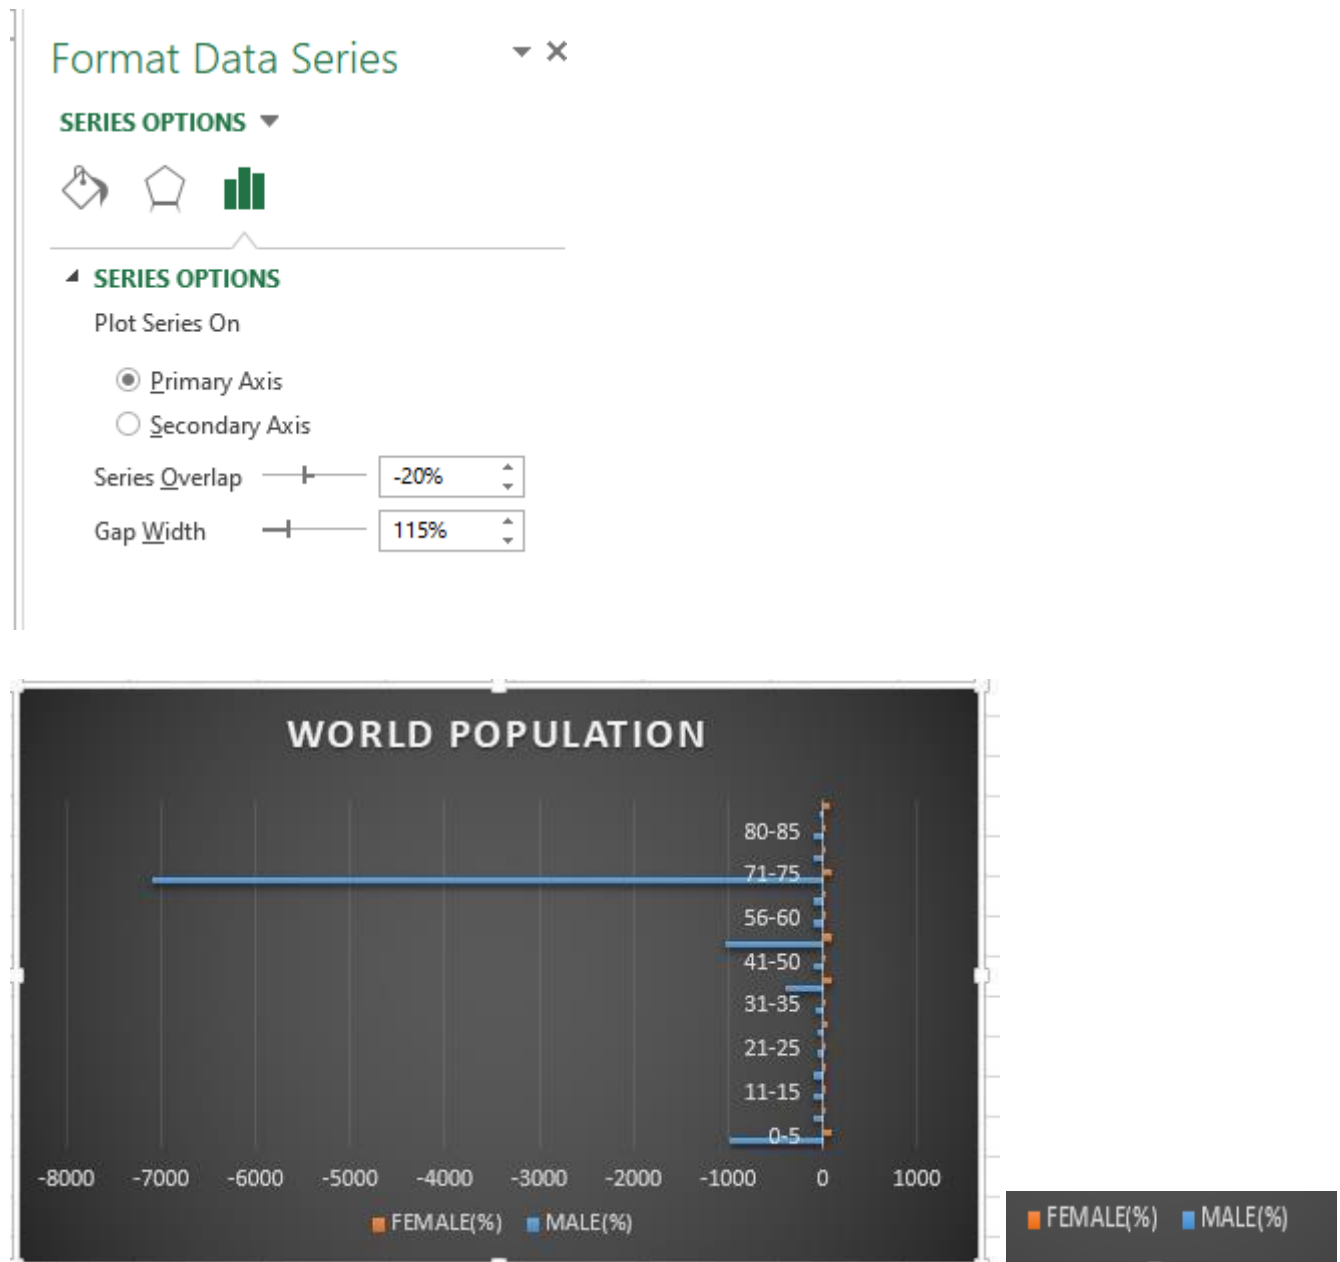 Format Data Series
SERIES OPTIONS
SERIES OPTIONS
Plot Series On
Primary Axis
Secondary Axis
Series Overlap -20%
Gap Width 115%
WORLD POPULATION
80-85
71-75
56-60
41-50
31-35
21-25
11-15
0-5
-8000 -7000 -6000 -5000 -4000 -3000 -2000 -1000 0 1000
FEMALE(%) MALE(%)
FEMALE(%) MALE(%)